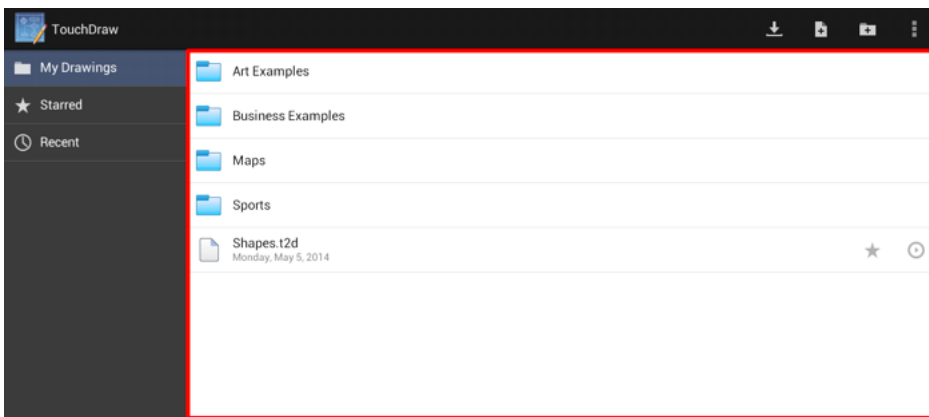 TouchDraw
My Drawings
Starred
Recent
Art Examples
Business Examples
Maps
Sports
Shapes.t2d
Monday, May 5, 2014